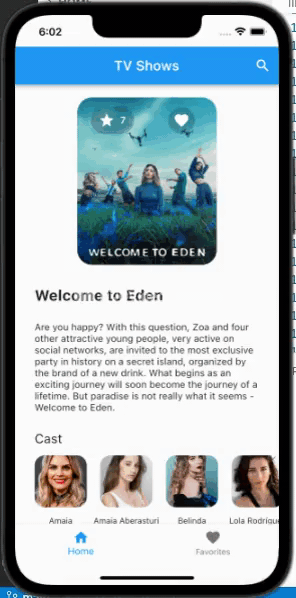 6:02
TV Shows
7
WELCOME TO EDEN
Welcome to Eden
Are you happy? With this question, Zoa and four
other attractive young people, very active on
social networks, are invited to the most exclusive
party in history on a secret island, organized by
the brand of a new drink. What begins as an
exciting journey will soon become the journey of a
lifetime. But paradise is not really what it seems -
Welcome to Eden.
Cast
Amaia Amaia Aberasturi Belinda Lola Rodrígue
Home Favorites